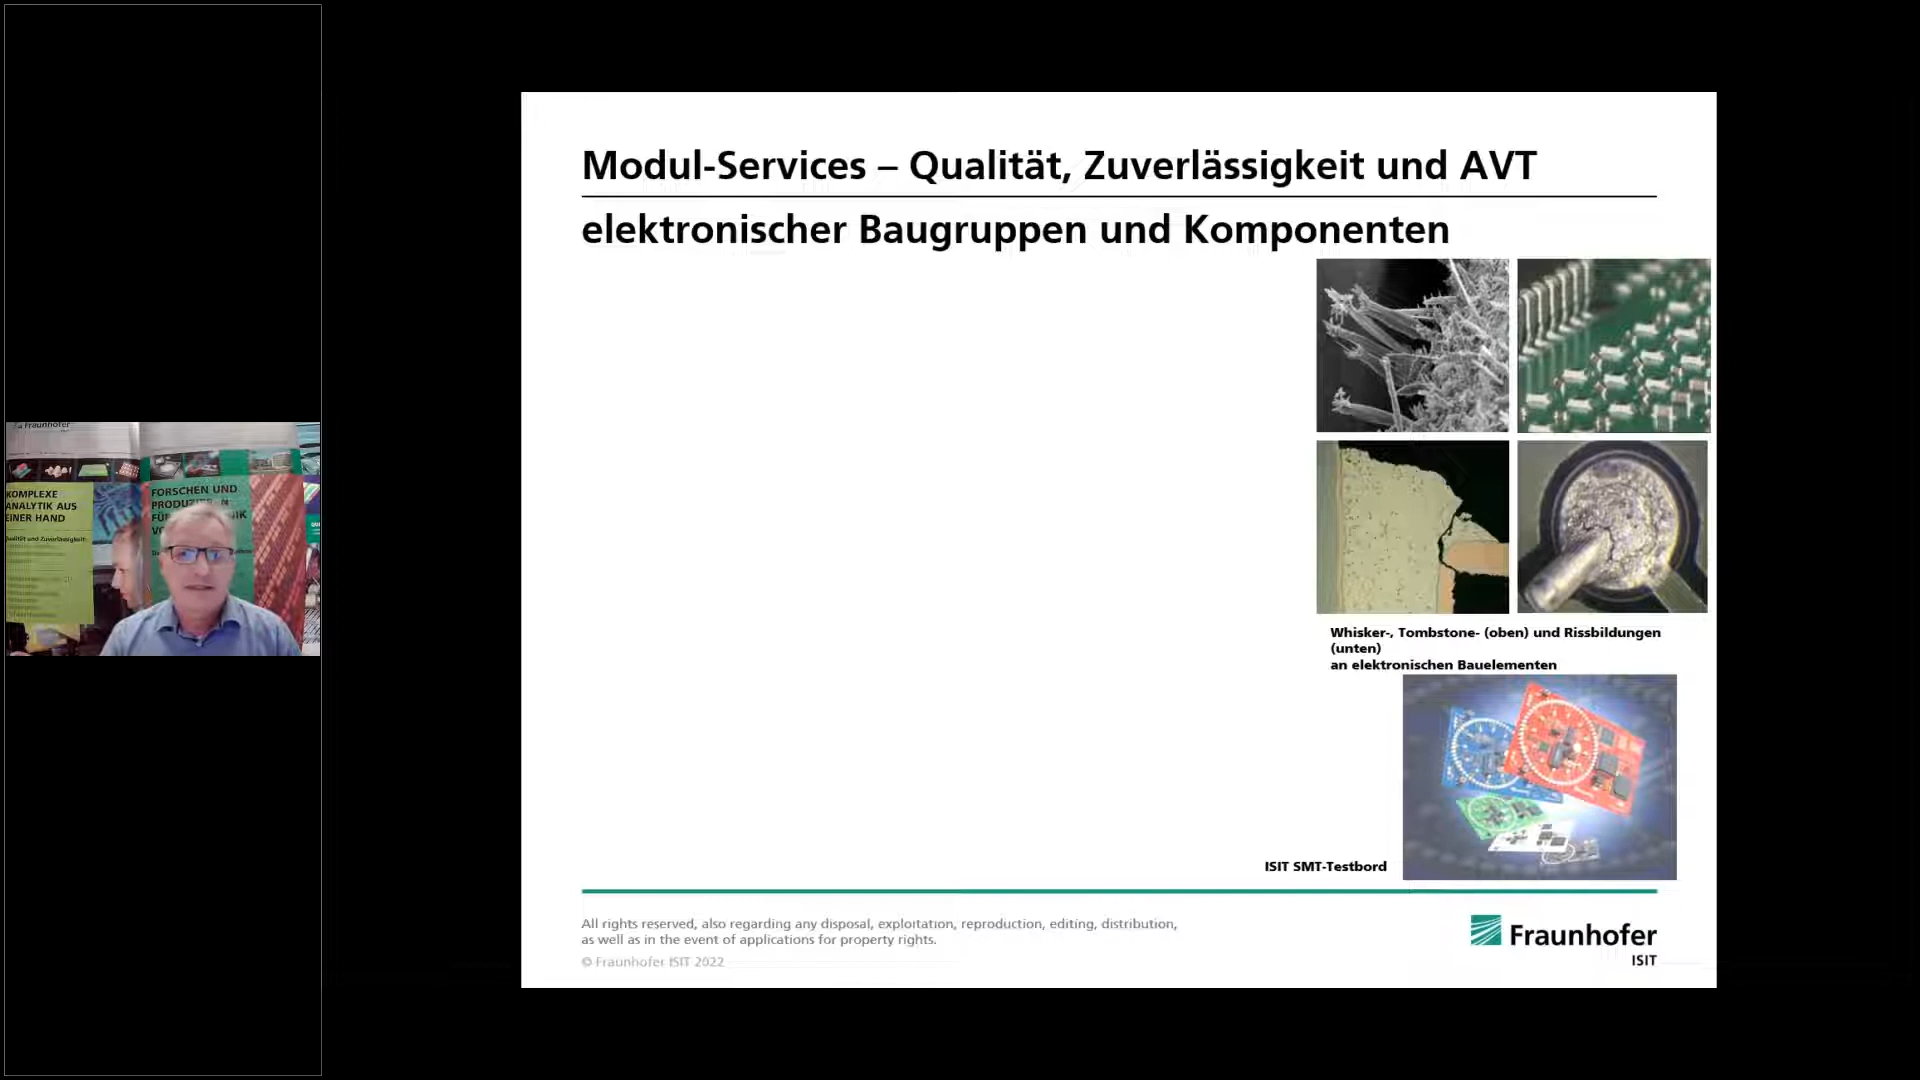 Fraunhofer
KOMPLEXE
ANALYTIK AUS
EINER HAND
FORSCHEN UND
Modul-Services – Qualität, Zuverlässigkeit und AVT
elektronischer Baugruppen und Komponenten
Whisker-, Tombstone- (oben) und Rissbildungen
(unten)
an elektronischen Bauelementen
ISIT SMT-Testbord
All rights reserved, also regarding any disposal, exploitation, reproduction, editing, distribution,
as well as in the event of applications for property rights.
© Fraunhofer ISIT 2022
Fraunhofer
ISIT